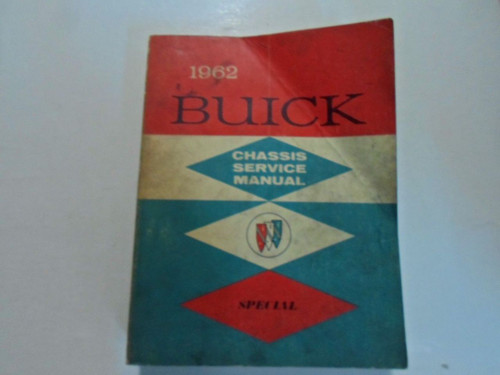 1962
BUICK
CHASSIS
SERVICE
MANUAL
SPECIAL